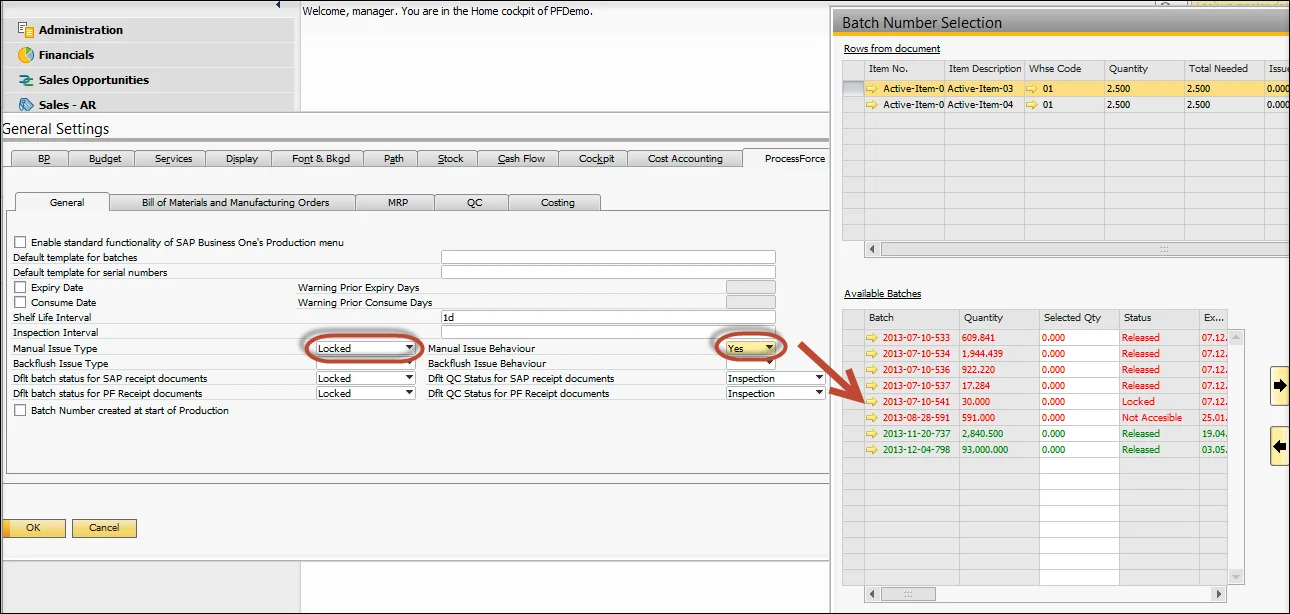 Welcome, manager. You are in the Home cockpit of PFDemo.
Administration
Financials
Sales Opportunities
Sales - AR
General Settings
BP Budget Services Display Font & Bkgd Path Stock Cash Flow Cockpit Cost Accounting ProcessForce
General Bill of Materials and Manufacturing Orders MRP QC Costing
Enable standard functionality of SAP Business One's Production menu
Default template for batches
Default template for serial numbers
Expiry Date Warning Prior Expiry Days
Consume Date Warning Prior Consume Days
Shelf Life Interval 1d
Inspection Interval
Manual Issue Type Locked Manual Issue Behaviour Yes
Backflush Issue Type Backflush Issue Behaviour
Dflt batch status for SAP receipt documents Locked Dflt QC Status for SAP receipt documents Inspection
Dflt batch status for PF Receipt documents Locked Dflt QC Status for PF Receipt documents Inspection
Batch Number created at start of Production
OK Cancel
Batch Number Selection
Rows from document
Item No. Item Description Whse Code Quantity Total Needed Issue
Active-Item-0 Active-Item-03 01 2.500 2.500 0.000
Active-Item-0 Active-Item-04 01 2.500 2.500 0.000
Available Batches
Batch Quantity Selected Qty Status Ex...
2013-07-10-533 609.841 0.000 Released 07.12.
2013-07-10-534 1,944.439 0.000 Released 07.12.
2013-07-10-536 922.220 0.000 Released 07.12.
2013-07-10-537 17.284 0.000 Released 07.12.
2013-07-10-541 30.000 0.000 Locked 07.12.
2013-08-28-591 591.000 0.000 Not Accesible 25.01.
2013-11-20-737 2,840.500 0.000 Released 19.04.
2013-12-04-798 93,000.000 0.000 Released 03.05.